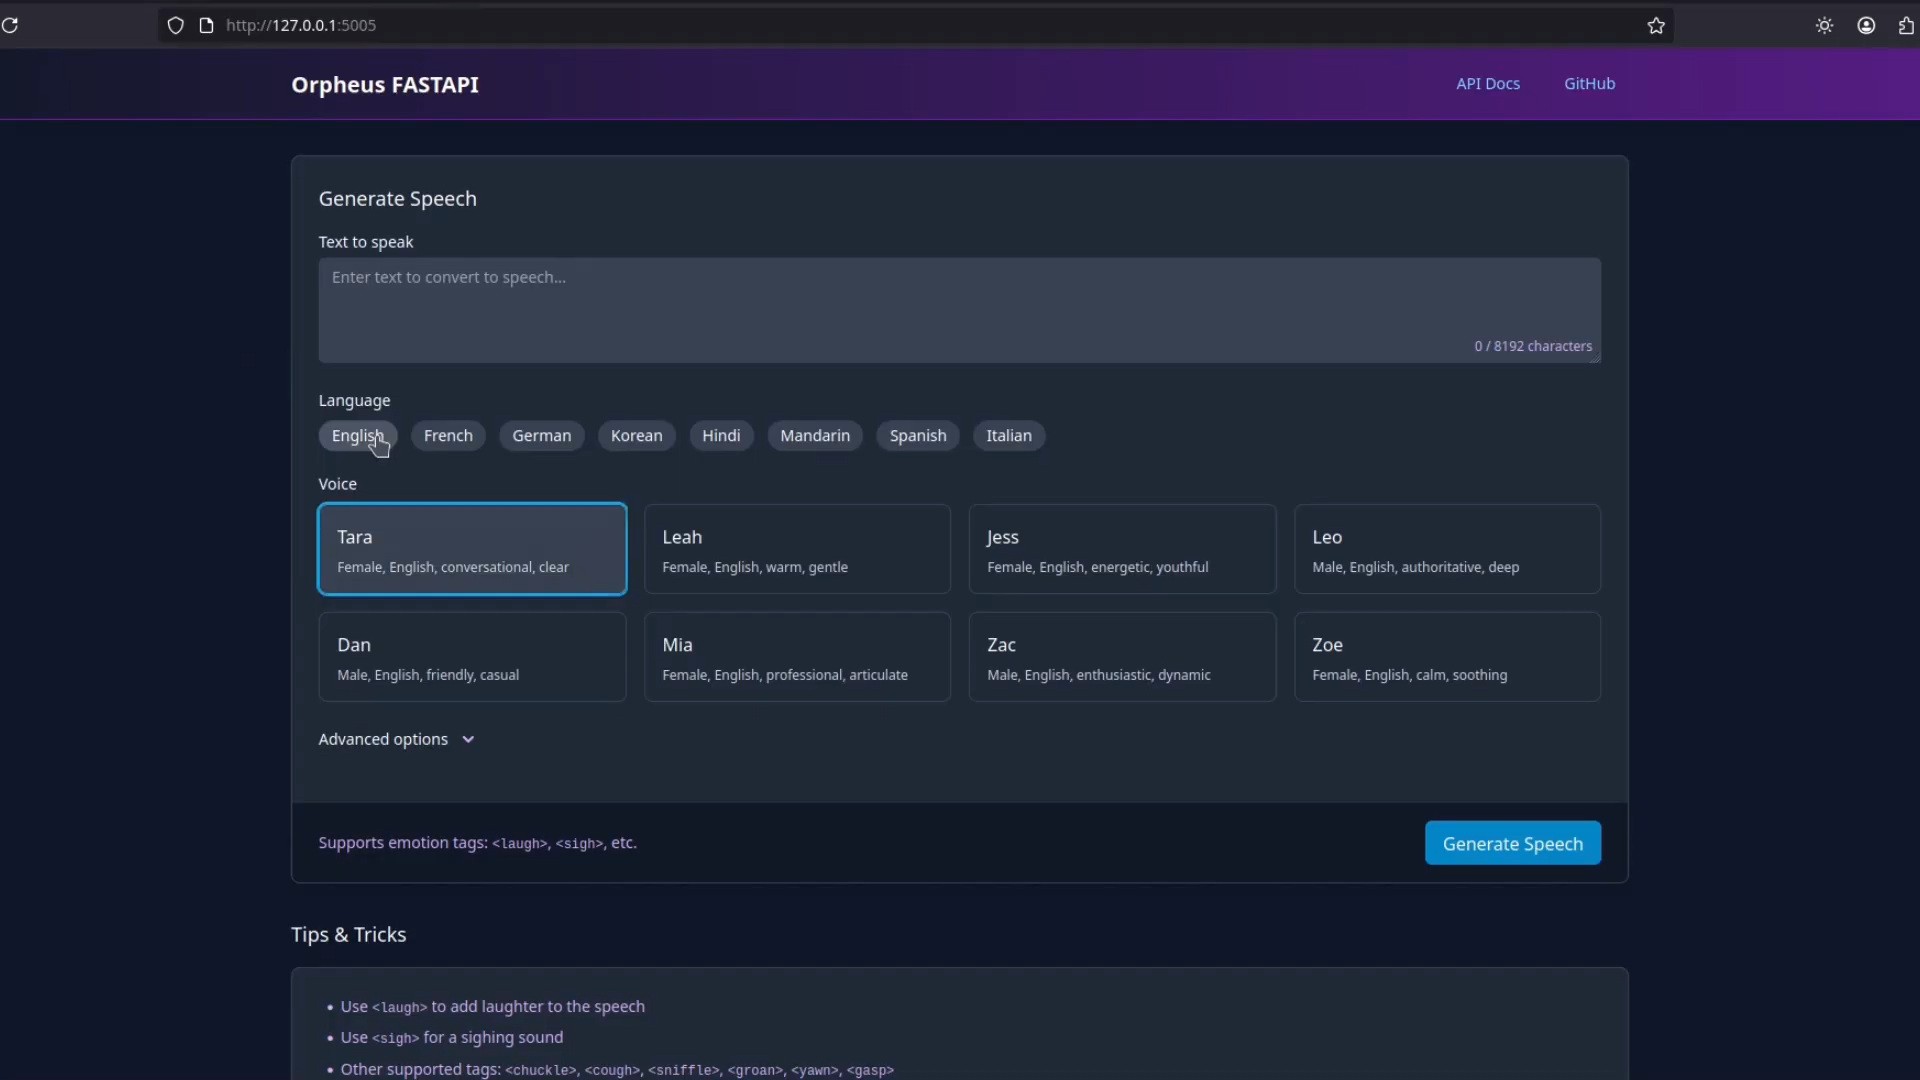 http://127.0.0.1:5005
Orpheus FASTAPI
API Docs
GitHub
Generate Speech
Text to speak
Enter text to convert to speech...
0 / 8192 characters
Language
English French German Korean Hindi Mandarin Spanish Italian
Voice
Tara
Female, English, conversational, clear
Leah
Female, English, warm, gentle
Jess
Female, English, energetic, youthful
Leo
Male, English, authoritative, deep
Dan
Male, English, friendly, casual
Mia
Female, English, professional, articulate
Zac
Male, English, enthusiastic, dynamic
Zoe
Female, English, calm, soothing
Advanced options
Supports emotion tags: <laugh>, <sigh>, etc.
Generate Speech
Tips & Tricks
• Use <laugh> to add laughter to the speech
• Use <sigh> for a sighing sound
• Other supported tags: <chuckle>, <cough>, <sniffle>, <groan>, <yawn>, <gasp>